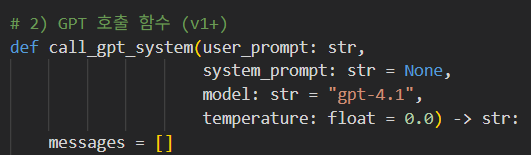 # 2) GPT 호출 함수 (v1+)
def call_gpt_system(user_prompt: str,
                    system_prompt: str = None,
                    model: str = "gpt-4.1",
                    temperature: float = 0.0) -> str:
    messages = []